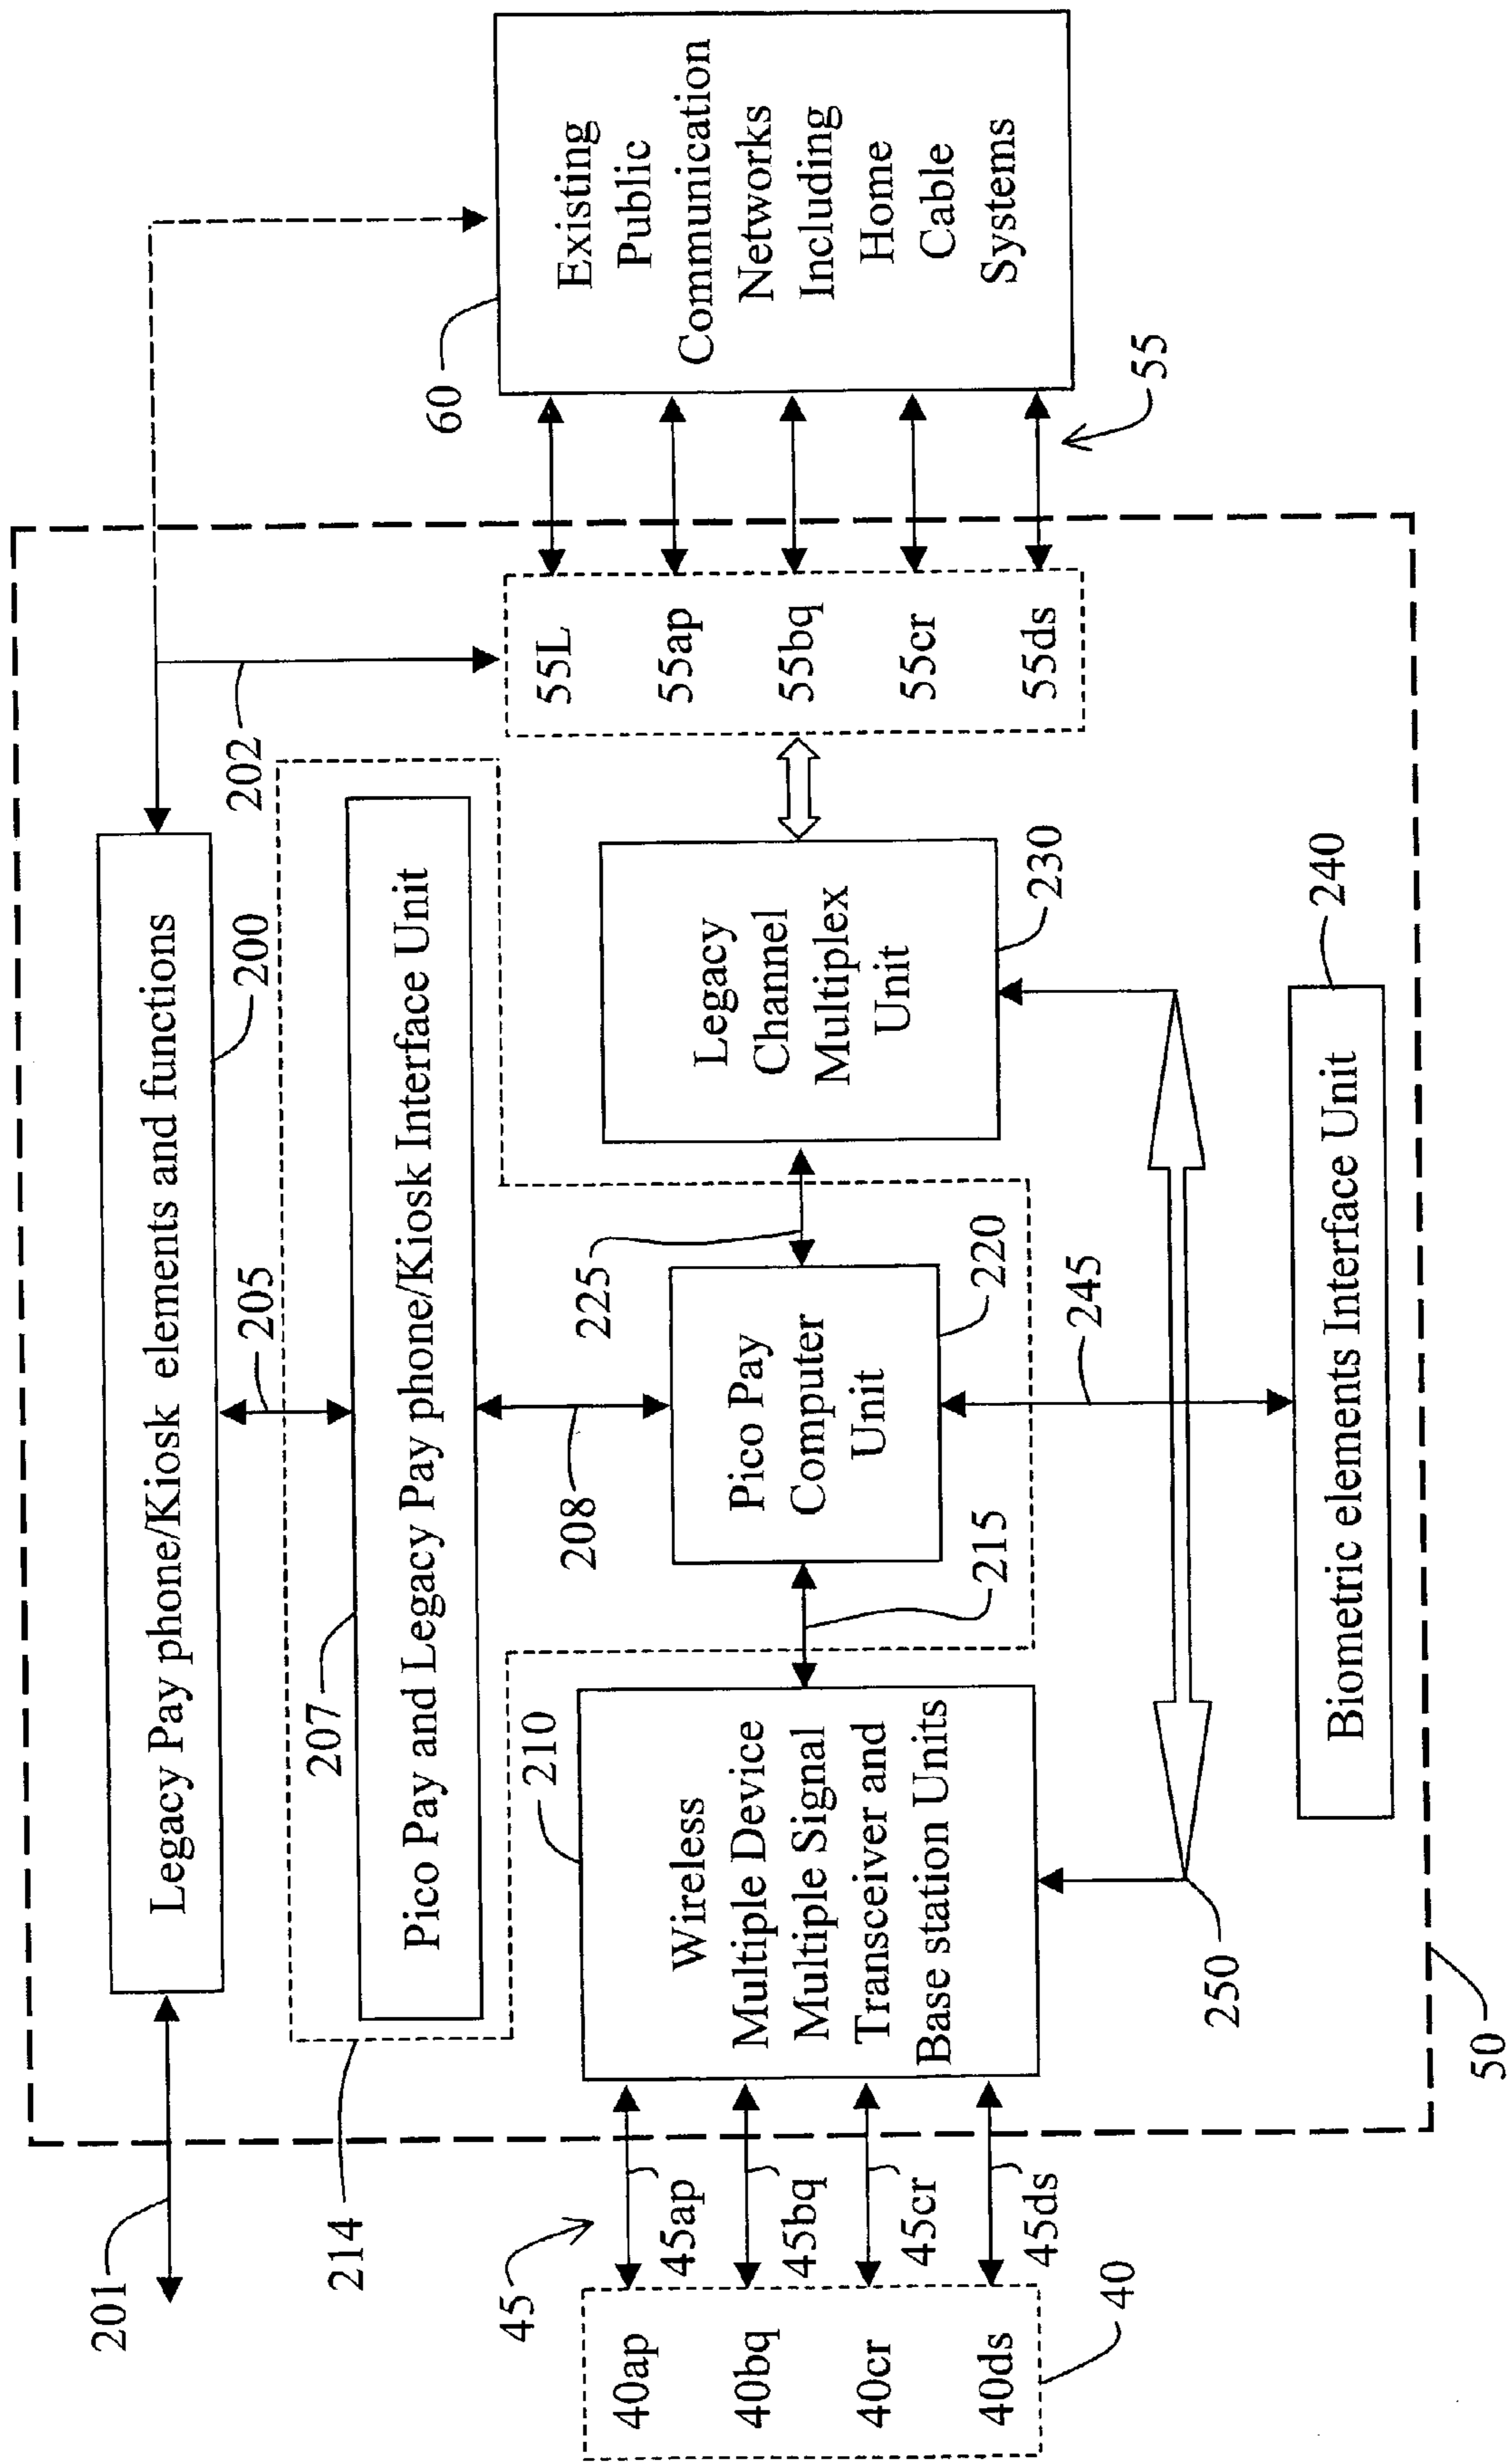 201
Legacy Pay phone/Kiosk elements and functions
200
202
205
214
207
Pico Pay and Legacy Pay phone/Kiosk Interface Unit
208
45
45ap
45bq
45cr
45ds
40ap
40bq
40cr
40ds
40
210
Wireless
Multiple Device
Multiple Signal
Transceiver and
Base station Units
215
Pico Pay
Computer
Unit
220
225
Legacy
Channel
Multiplex
Unit
230
55L
55ap
55bq
55cr
55ds
60
Existing
Public
Communication
Networks
Including
Home
Cable
Systems
55
245
250
Biometric elements Interface Unit
240
50